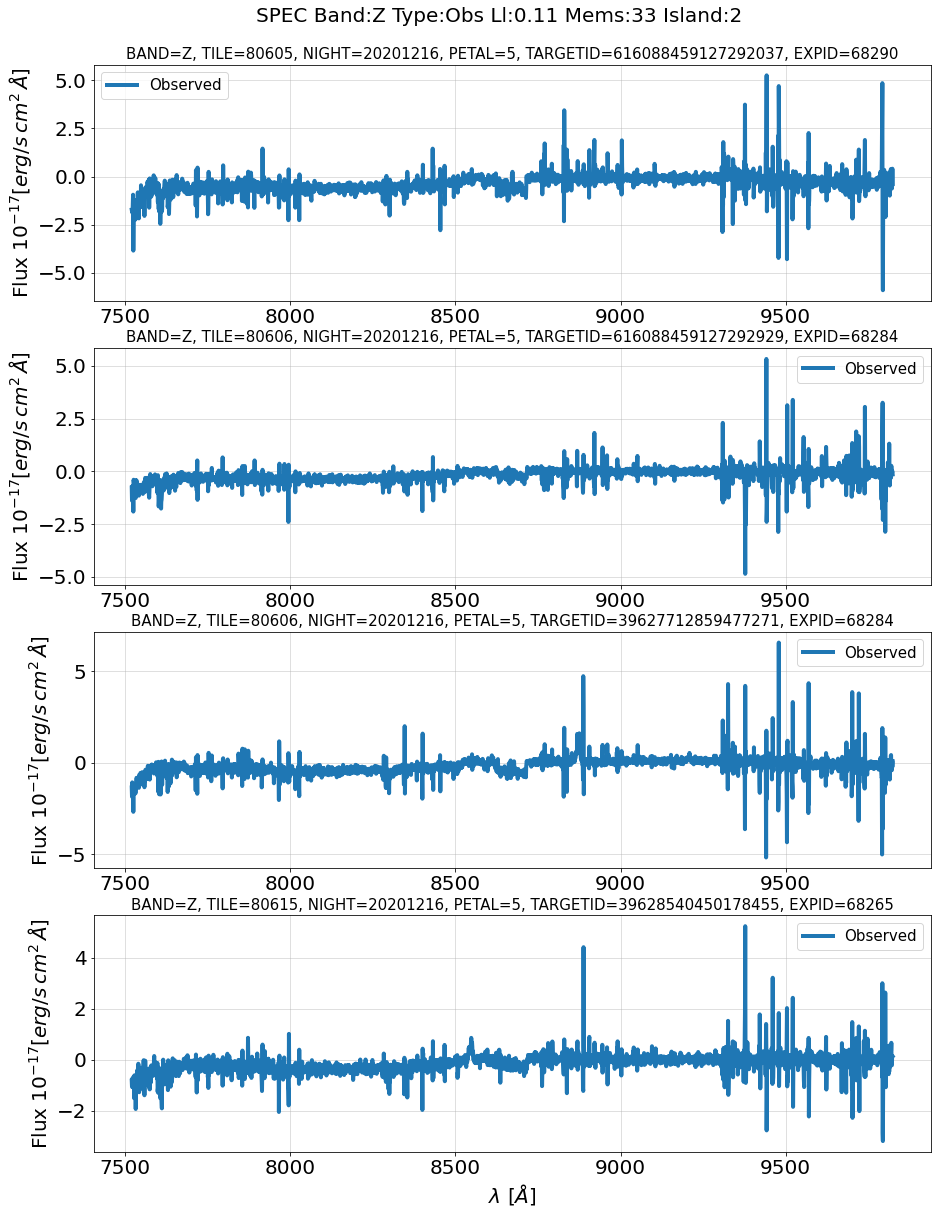 SPEC Band:Z Type:Obs Ll:0.11 Mems:33 Island:2
BAND=Z, TILE=80605, NIGHT=20201216, PETAL=5, TARGETID=616088459127292037, EXPID=68290
Flux 10^{-17}[erg/s cm^2 Å]
5.0
2.5
0.0
−2.5
−5.0
Observed
7500 8000 8500 9000 9500
BAND=Z, TILE=80606, NIGHT=20201216, PETAL=5, TARGETID=616088459127292929, EXPID=68284
Flux 10^{-17}[erg/s cm^2 Å]
5.0
2.5
0.0
−2.5
−5.0
Observed
7500 8000 8500 9000 9500
BAND=Z, TILE=80606, NIGHT=20201216, PETAL=5, TARGETID=39627712859477271, EXPID=68284
Flux 10^{-17}[erg/s cm^2 Å]
5
0
−5
Observed
7500 8000 8500 9000 9500
BAND=Z, TILE=80615, NIGHT=20201216, PETAL=5, TARGETID=39628540450178455, EXPID=68265
Flux 10^{-17}[erg/s cm^2 Å]
4
2
0
−2
Observed
7500 8000 8500 9000 9500
λ [Å]